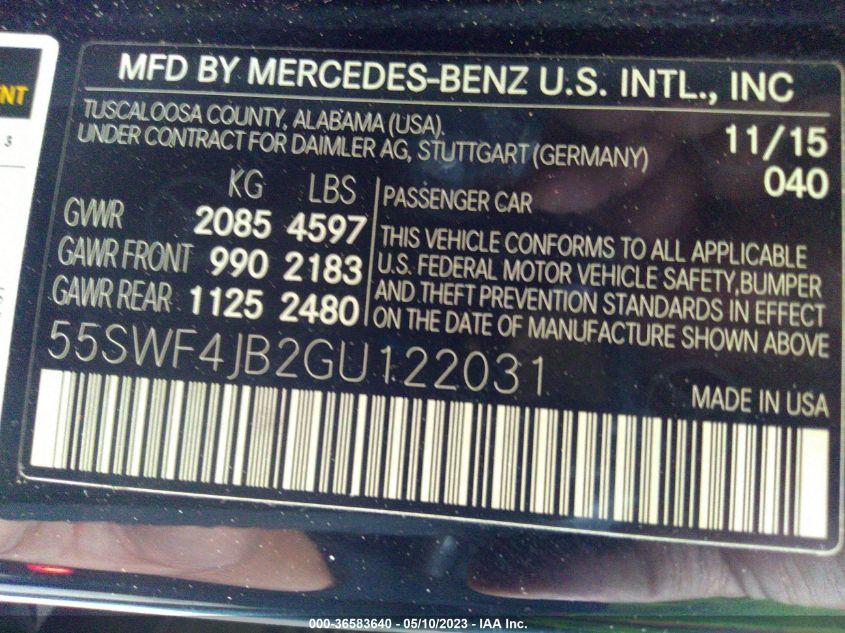 MFD BY MERCEDES-BENZ U.S. INTL., INC
TUSCALOOSA COUNTY, ALABAMA (USA).
UNDER CONTRACT FOR DAIMLER AG, STUTTGART (GERMANY)
11/15
040
KG LBS
GVWR 2085 4597
GAWR FRONT 990 2183
GAWR REAR 1125 2480
PASSENGER CAR
THIS VEHICLE CONFORMS TO ALL APPLICABLE
U.S. FEDERAL MOTOR VEHICLE SAFETY, BUMPER
AND THEFT PREVENTION STANDARDS IN EFFECT
ON THE DATE OF MANUFACTURE SHOWN ABOVE
55SWF4JB2GU122031
MADE IN USA
000-36583640 - 05/10/2023 - IAA Inc.